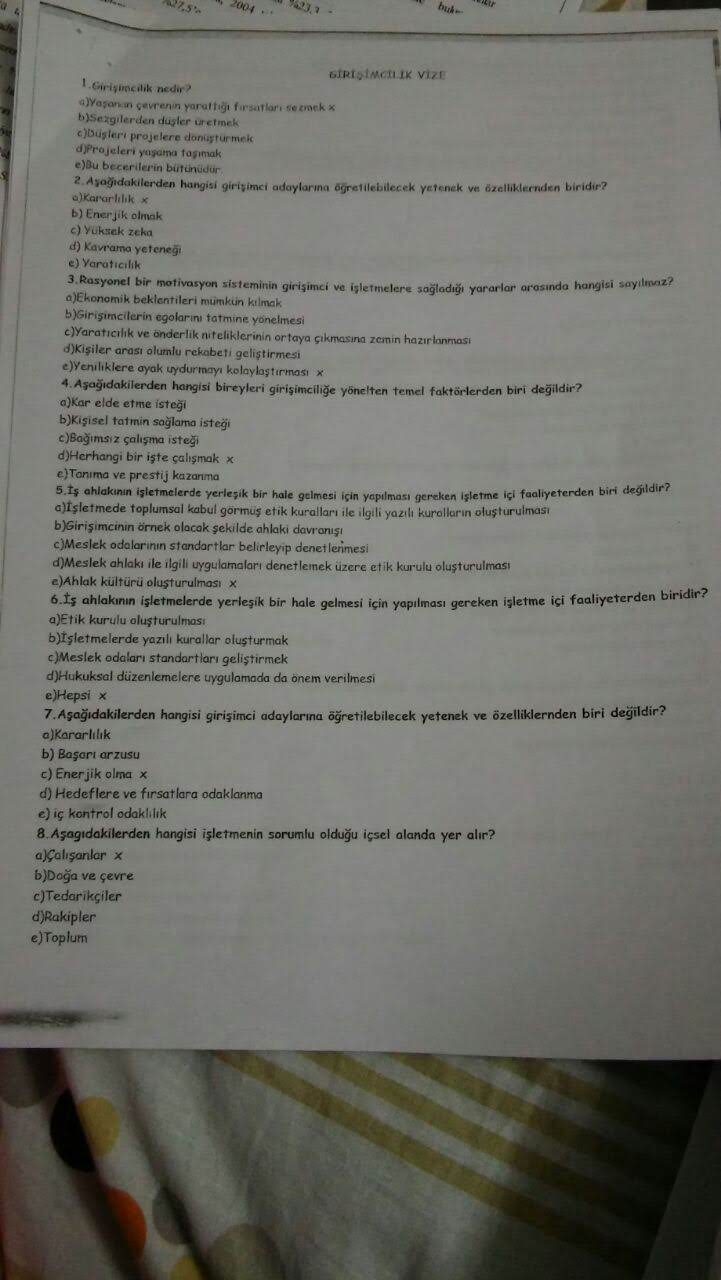 %27,5'
2004
%23,3
GİRİŞİMCİLİK VİZE
1.Girişimcilik nedir?
a)Yaşanan çevrenin yarattığı fırsatları sezmek x
b)Sezgilerden düşler üretmek
c)Düşleri projelere dönüştürmek
d)Projeleri yaşama taşımak
e)Bu becerilerin bütünüdür
2.Aşağıdakilerden hangisi girişimci adaylarına öğretilebilecek yetenek ve özelliklernden biridir?
a)Kararlılık x
b) Enerjik olmak
c) Yüksek zeka
d) Kavrama yeteneği
e) Yaratıcılık
3.Rasyonel bir motivasyon sisteminin girişimci ve işletmelere sağladığı yararlar arasında hangisi sayılmaz?
a)Ekonomik beklentileri mümkün kılmak
b)Girişimcilerin egolarını tatmine yönelmesi
c)Yaratıcılık ve önderlik niteliklerinin ortaya çıkmasına zemin hazırlanması
d)Kişiler arası olumlu rekabeti geliştirmesi
e)Yeniliklere ayak uydurmayı kolaylaştırması x
4.Aşağıdakilerden hangisi bireyleri girişimciliğe yönelten temel faktörlerden biri değildir?
a)Kar elde etme isteği
b)Kişisel tatmin sağlama isteği
c)Bağımsız çalışma isteği
d)Herhangi bir işte çalışmak x
e)Tanıma ve prestij kazanma
5.İş ahlakının işletmelerde yerleşik bir hale gelmesi için yapılması gereken işletme içi faaliyeterden biri değildir?
a)İşletmede toplumsal kabul görmüş etik kuralları ile ilgili yazılı kuralların oluşturulması
b)Girişimcinin örnek olacak şekilde ahlaki davranışı
c)Meslek odalarının standartlar belirleyip denetlenmesi
d)Meslek ahlakı ile ilgili uygulamaları denetlemek üzere etik kurulu oluşturulması
e)Ahlak kültürü oluşturulması x
6.İş ahlakının işletmelerde yerleşik bir hale gelmesi için yapılması gereken işletme içi faaliyeterden biridir?
a)Etik kurulu oluşturulması
b)İşletmelerde yazılı kurallar oluşturmak
c)Meslek odaları standartları geliştirmek
d)Hukuksal düzenlemelere uygulamada da önem verilmesi
e)Hepsi x
7.Aşağıdakilerden hangisi girişimci adaylarına öğretilebilecek yetenek ve özelliklernden biri değildir?
a)Kararlılık
b) Başarı arzusu
c) Enerjik olma x
d) Hedeflere ve fırsatlara odaklanma
e) iç kontrol odaklılık
8.Aşagıdakilerden hangisi işletmenin sorumlu olduğu içsel alanda yer alır?
a)Çalışanlar x
b)Doğa ve çevre
c)Tedarikçiler
d)Rakipler
e)Toplum